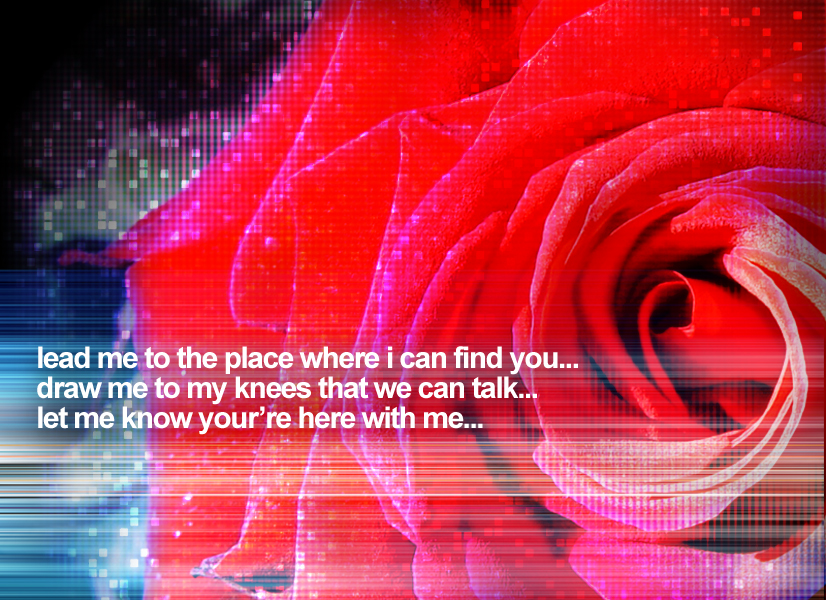 lead me to the place where i can find you...
draw me to my knees that we can talk...
let me know your’re here with me...